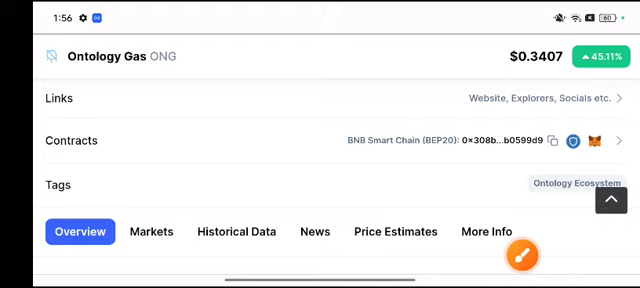 1:56 60
Ontology Gas ONG $0.3407 45.11%
Links Website, Explorers, Socials etc.
Contracts BNB Smart Chain (BEP20): 0x308b...b0599d9
Tags Ontology Ecosystem
Overview Markets Historical Data News Price Estimates More Info